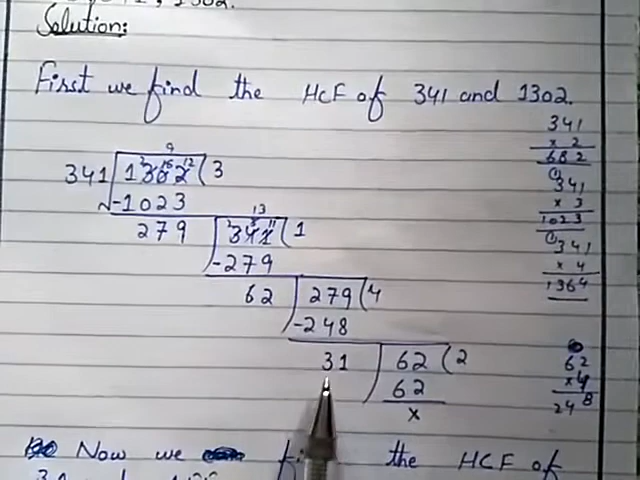 1302.
Solution:
First we find the HCF of 341 and 1302.
341
x 2
682
341
x 3
1023
341
x 4
1364
341 1302 3
-1023
279 341 1
-279
62 279 4
-248
31 62 2
62
x
62
x4
248
Now we the HCF of